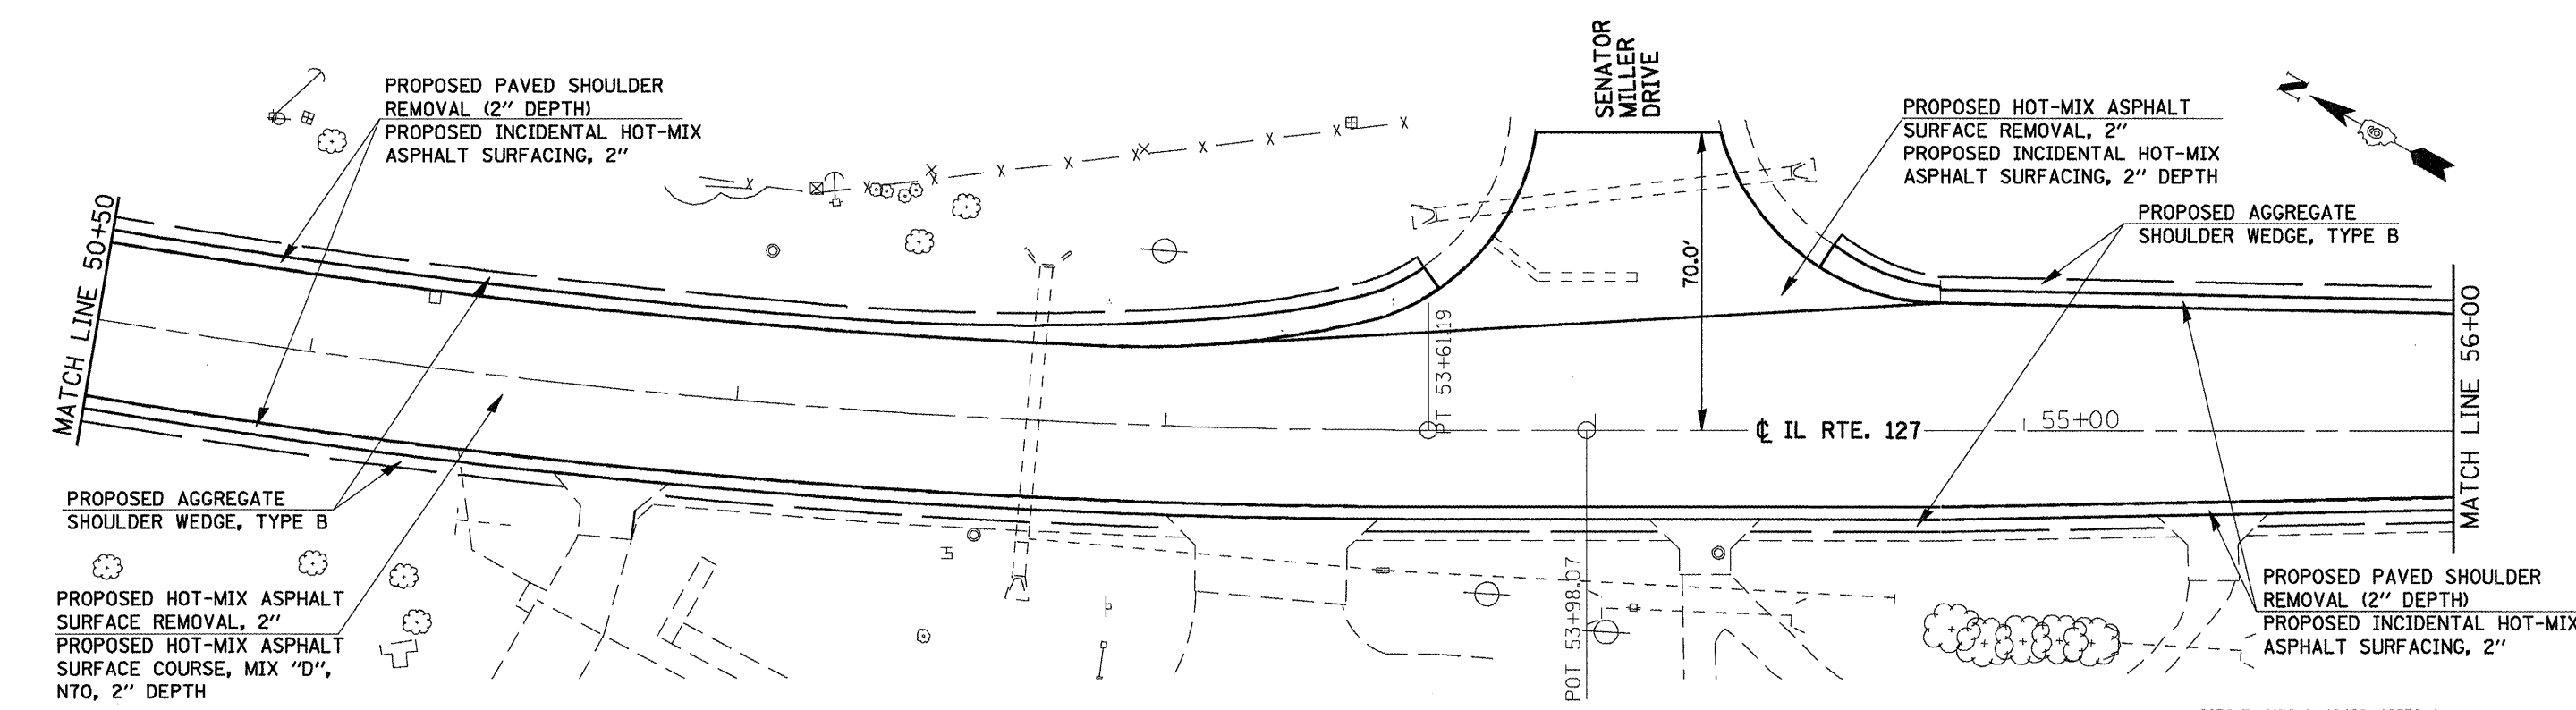 PROPOSED PAVED SHOULDER
REMOVAL (2" DEPTH)
PROPOSED INCIDENTAL HOT-MIX
ASPHALT SURFACING, 2"
SENATOR
MILLER
DRIVE
PROPOSED HOT-MIX ASPHALT
SURFACE REMOVAL, 2"
PROPOSED INCIDENTAL HOT-MIX
ASPHALT SURFACING, 2" DEPTH
N
PROPOSED AGGREGATE
SHOULDER WEDGE, TYPE B
MATCH LINE 50+50
70.0'
PT 53+61.19
MATCH LINE 56+00
℄ IL RTE. 127
55+00
PROPOSED AGGREGATE
SHOULDER WEDGE, TYPE B
POT 53+98.07
PROPOSED HOT-MIX ASPHALT
SURFACE REMOVAL, 2"
PROPOSED HOT-MIX ASPHALT
SURFACE COURSE, MIX "D",
N70, 2" DEPTH
PROPOSED PAVED SHOULDER
REMOVAL (2" DEPTH)
PROPOSED INCIDENTAL HOT-MIX
ASPHALT SURFACING, 2"